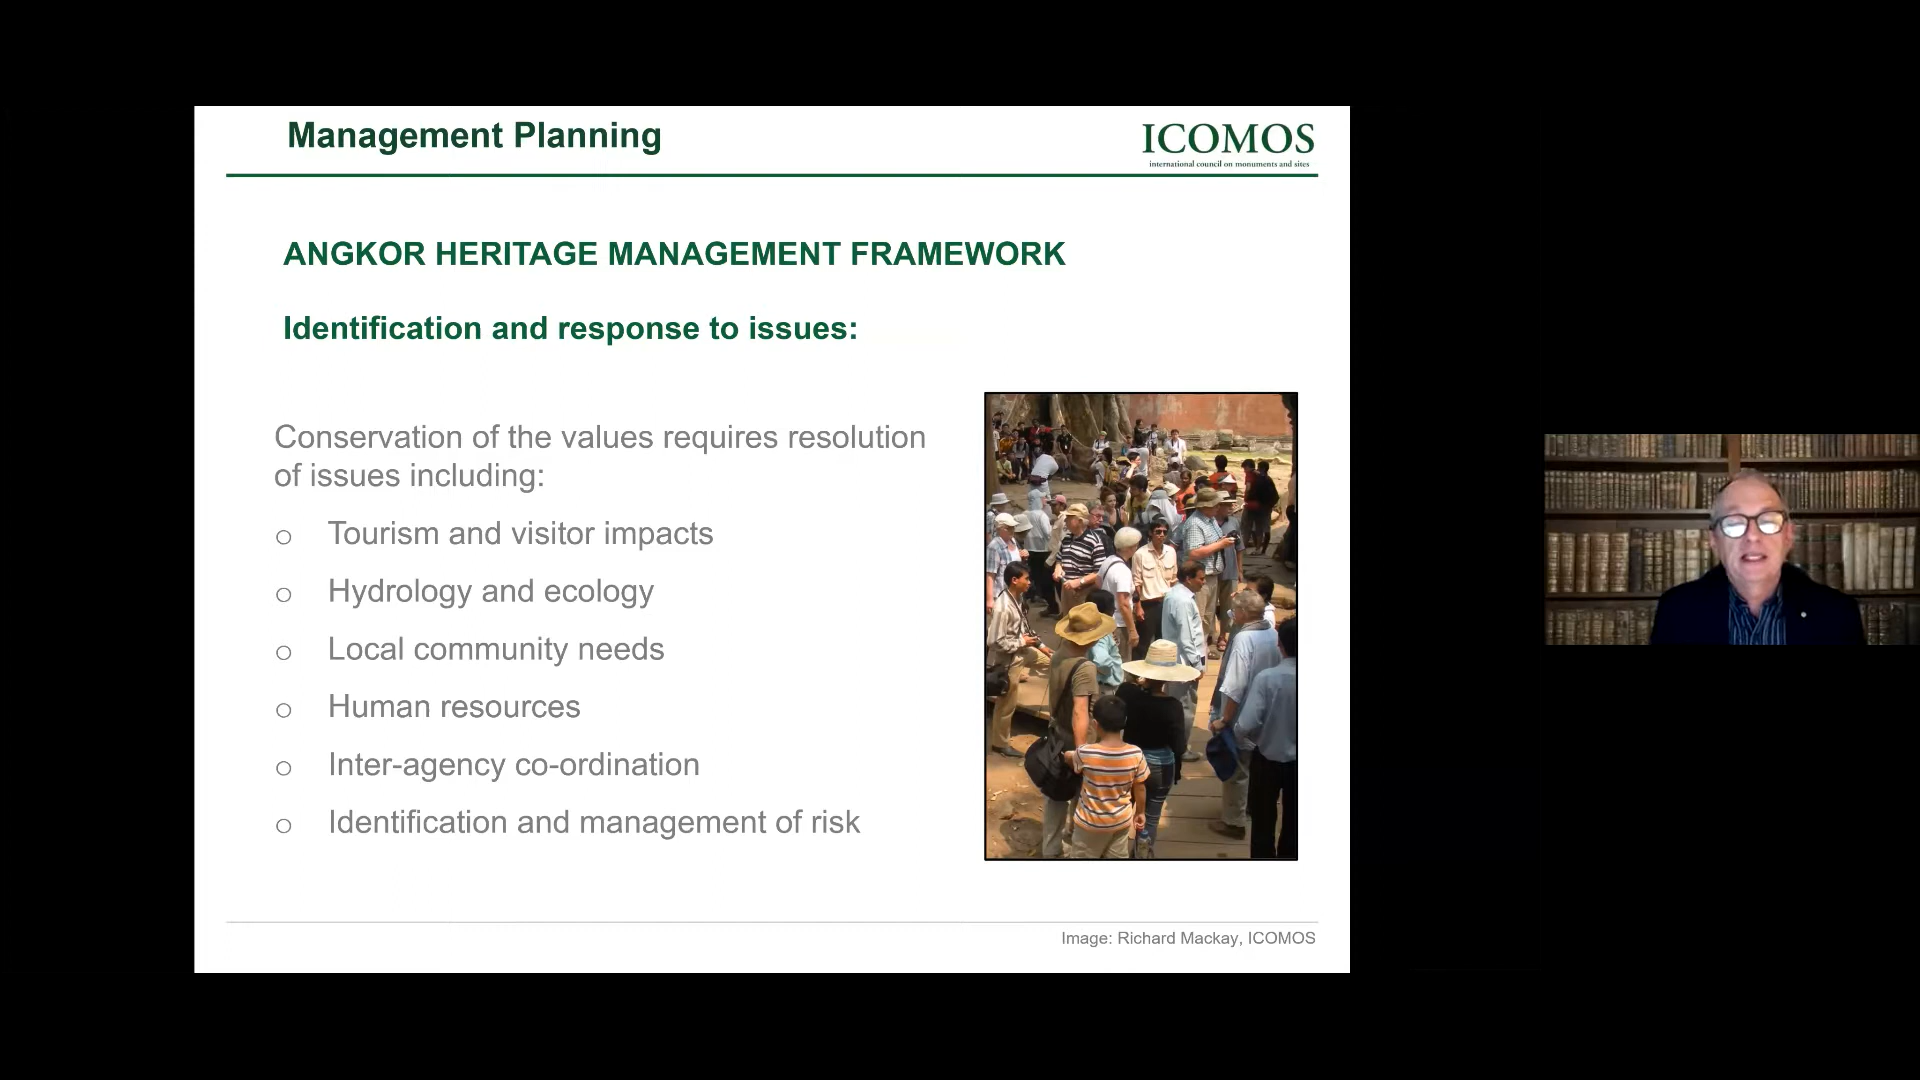 Management Planning
ICOMOS
international council on monuments and sites
ANGKOR HERITAGE MANAGEMENT FRAMEWORK
Identification and response to issues:
Conservation of the values requires resolution
of issues including:
o Tourism and visitor impacts
o Hydrology and ecology
o Local community needs
o Human resources
o Inter-agency co-ordination
o Identification and management of risk
Image: Richard Mackay, ICOMOS